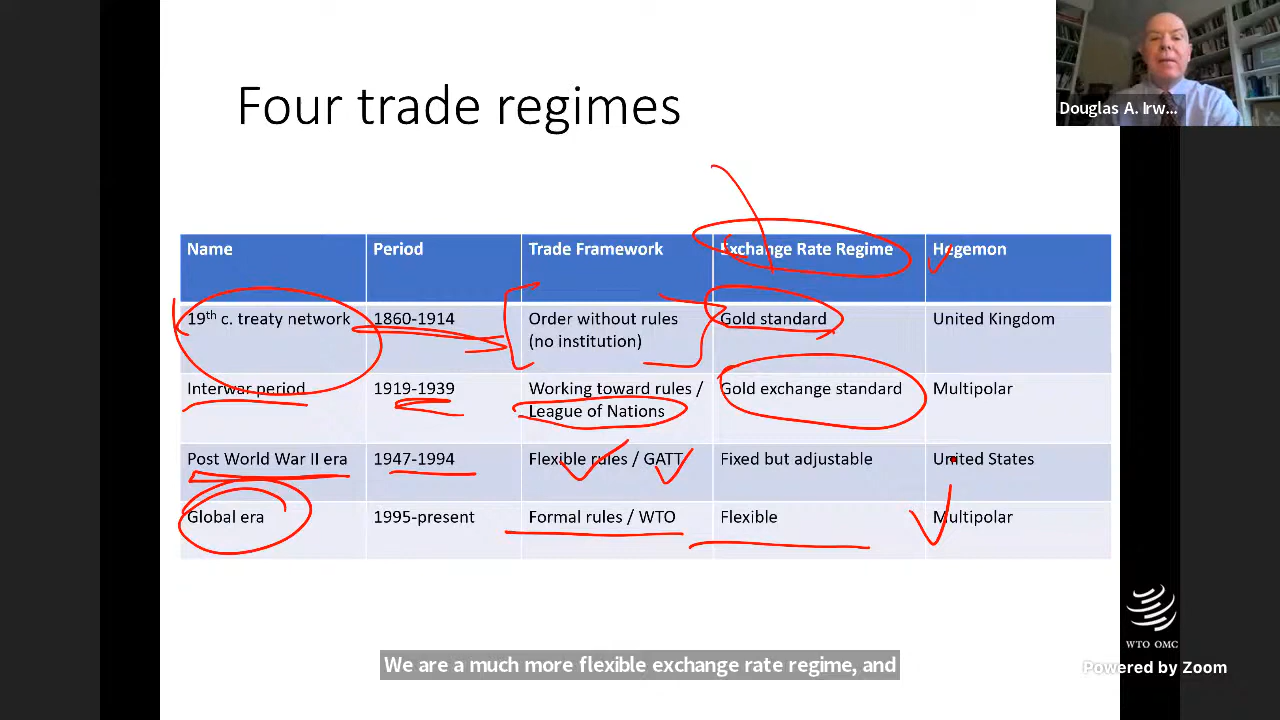 Four trade regimes
Douglas A. Irw...
Name Period Trade Framework Exchange Rate Regime Hegemon
19th c. treaty network 1860-1914 Order without rules Gold standard United Kingdom
(no institution)
Interwar period 1919-1939 Working toward rules / Gold exchange standard Multipolar
League of Nations
Post World War II era 1947-1994 Flexible rules / GATT Fixed but adjustable United States
Global era 1995-present Formal rules / WTO Flexible Multipolar
WTO OMC
We are a much more flexible exchange rate regime, and
Powered by Zoom